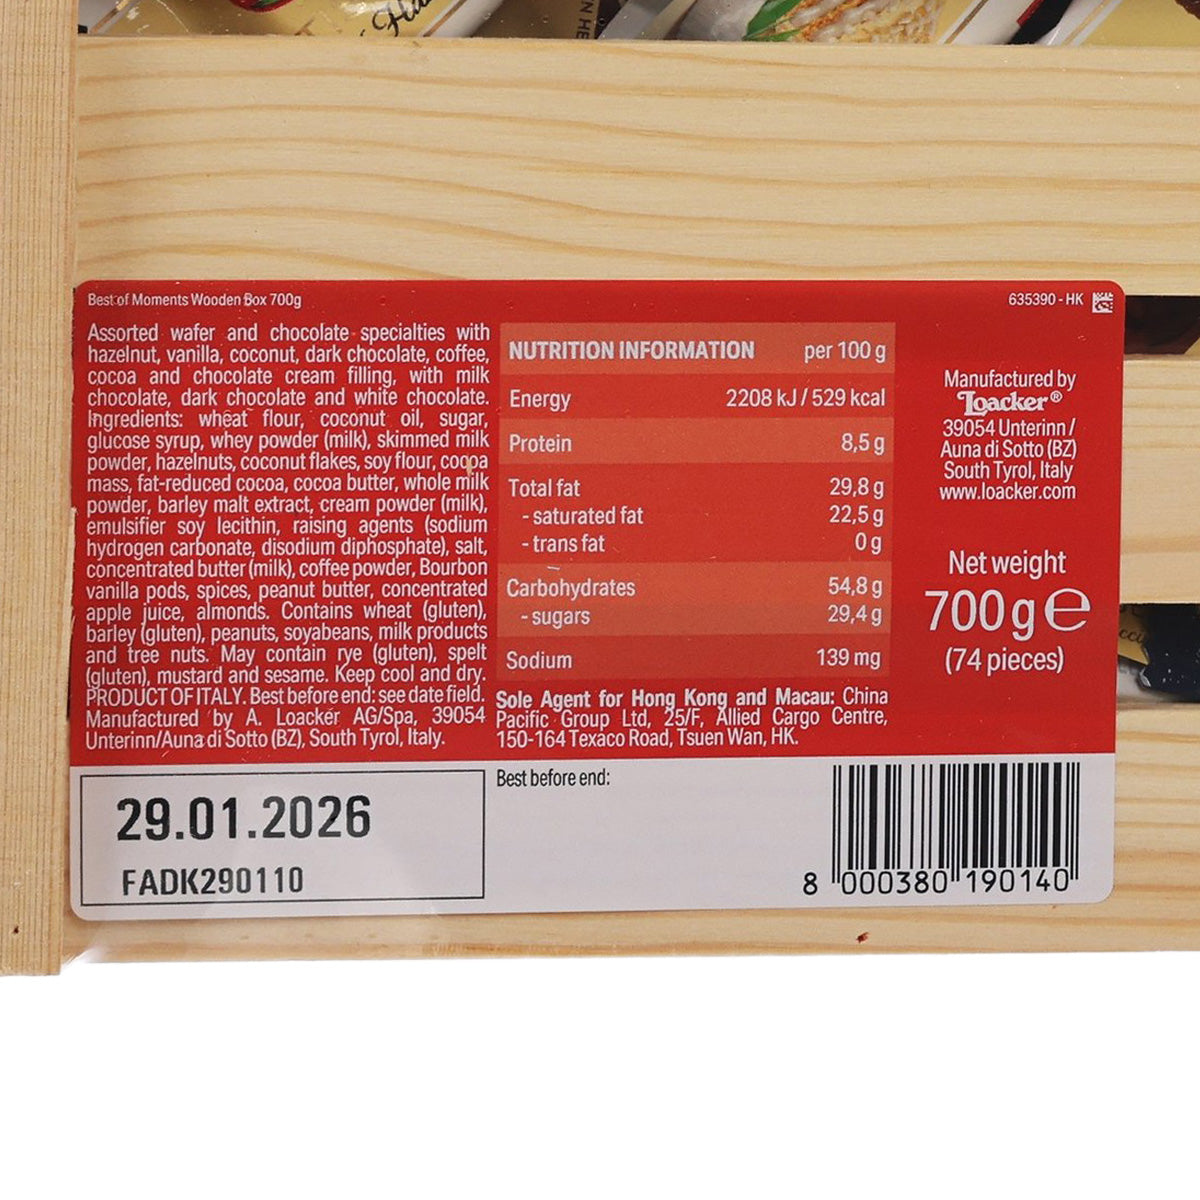 Best of Moments Wooden Box 700g
635390 - HK
Assorted wafer and chocolate specialties with
hazelnut, vanilla, coconut, dark chocolate, coffee,
cocoa and chocolate cream filling, with milk
chocolate, dark chocolate and white chocolate.
Ingredients: wheat flour, coconut oil, sugar,
glucose syrup, whey powder (milk), skimmed milk
powder, hazelnuts, coconut flakes, soy flour, cocoa
mass, fat-reduced cocoa, cocoa butter, whole milk
powder, barley malt extract, cream powder (milk),
emulsifier soy lecithin, raising agents (sodium
hydrogen carbonate, disodium diphosphate), salt,
concentrated butter (milk), coffee powder, Bourbon
vanilla pods, spices, peanut butter, concentrated
apple juice, almonds. Contains wheat (gluten),
barley (gluten), peanuts, soyabeans, milk products
and tree nuts. May contain rye (gluten), spelt
(gluten), mustard and sesame. Keep cool and dry.
PRODUCT OF ITALY. Best before end: see date field.
Manufactured by A. Loacker AG/Spa, 39054
Unterinn/Auna di Sotto (BZ), South Tyrol, Italy.
NUTRITION INFORMATION per 100 g
Energy 2208 kJ / 529 kcal
Protein 8,5 g
Total fat 29,8 g
- saturated fat 22,5 g
- trans fat 0 g
Carbohydrates 54,8 g
- sugars 29,4 g
Sodium 139 mg
Sole Agent for Hong Kong and Macau: China
Pacific Group Ltd, 25/F, Allied Cargo Centre,
150-164 Texaco Road, Tsuen Wan, HK.
Manufactured by
Loacker®
39054 Unterinn /
Auna di Sotto (BZ)
South Tyrol, Italy
www.loacker.com
Net weight
700 g e
(74 pieces)
Best before end:
29.01.2026
FADK290110
8 000380 190140